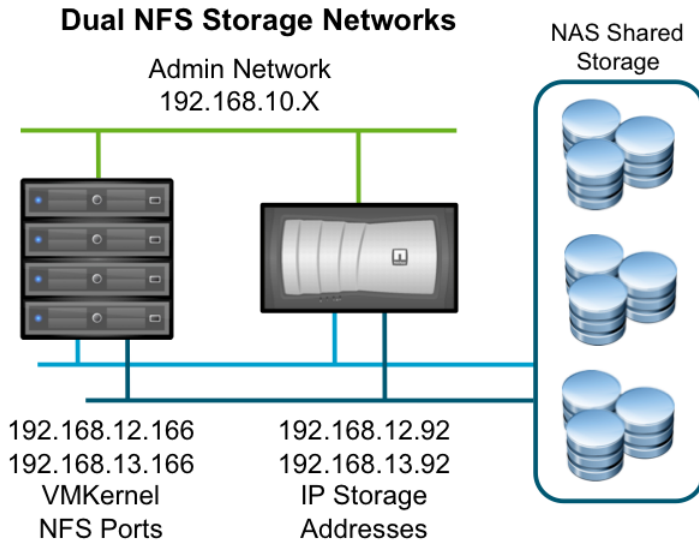 Dual NFS Storage Networks
NAS Shared
Storage
Admin Network
192.168.10.X
192.168.12.166
192.168.13.166
VMKernel
NFS Ports
192.168.12.92
192.168.13.92
IP Storage
Addresses